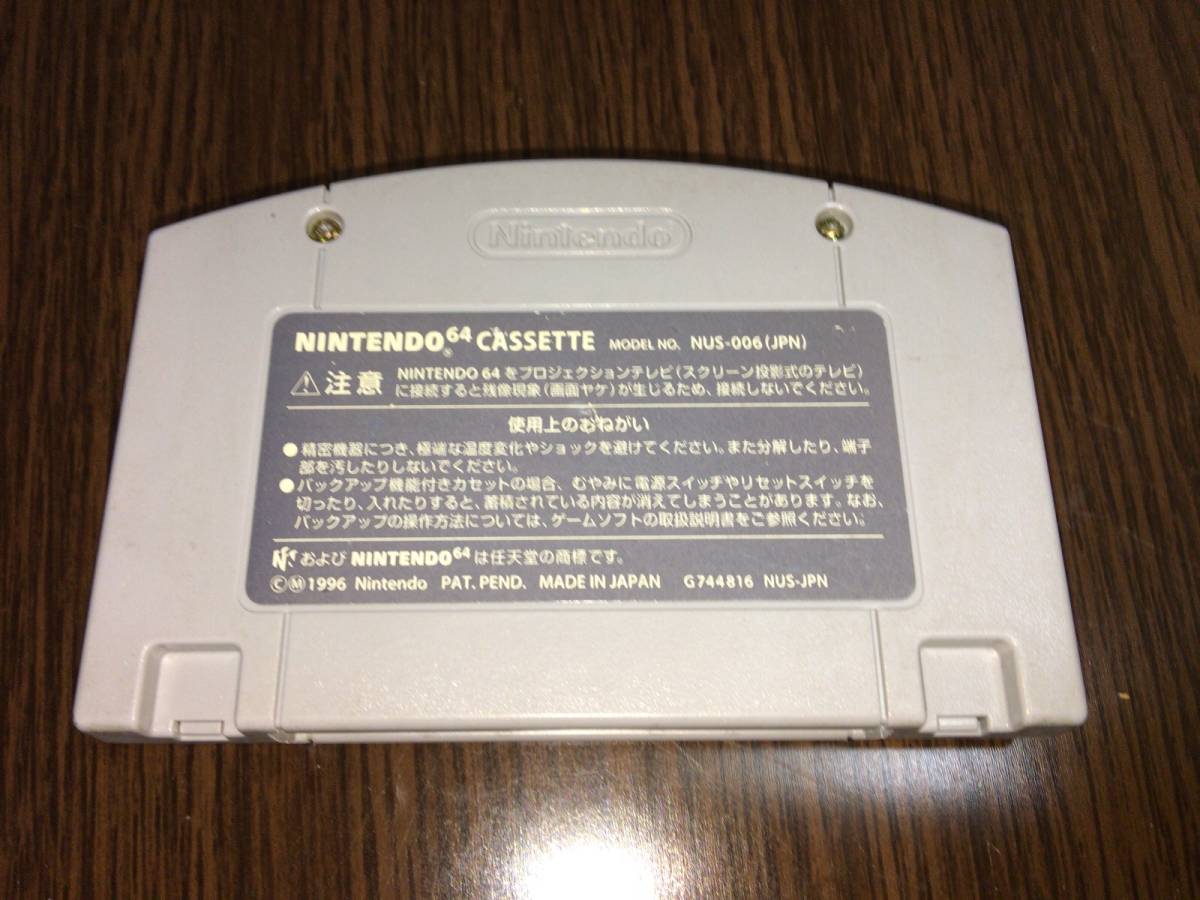 Nintendo
NINTENDO64 CASSETTE MODEL NO. NUS-006(JPN)
注意 NINTENDO 64 をプロジェクションテレビ(スクリーン投影式のテレビ)
に接続すると残像現象(画面ヤケ)が生じるため、接続しないでください。
使用上のおねがい
●精密機器につき、極端な温度変化やショックを避けてください。また分解したり、端子
部を汚したりしないでください。
●バックアップ機能付きカセットの場合、むやみに電源スイッチやリセットスイッチを
切ったり、入れたりすると、蓄積されている内容が消えてしまうことがあります。なお、
バックアップの操作方法については、ゲームソフトの取扱説明書をご参照ください。
および NINTENDO64 は任天堂の商標です。
©Ⓜ1996 Nintendo PAT. PEND. MADE IN JAPAN G744816 NUS-JPN